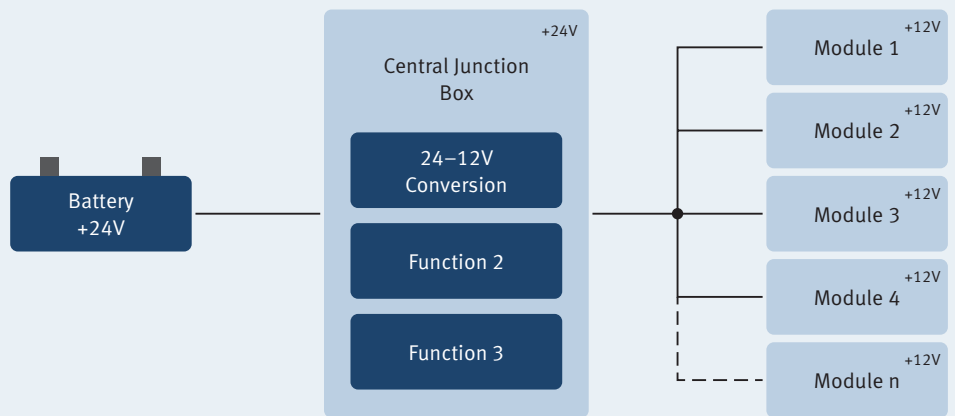 Battery
+24V
+24V
Central Junction
Box
24–12V
Conversion
Function 2
Function 3
+12V
Module 1
+12V
Module 2
+12V
Module 3
+12V
Module 4
+12V
Module n